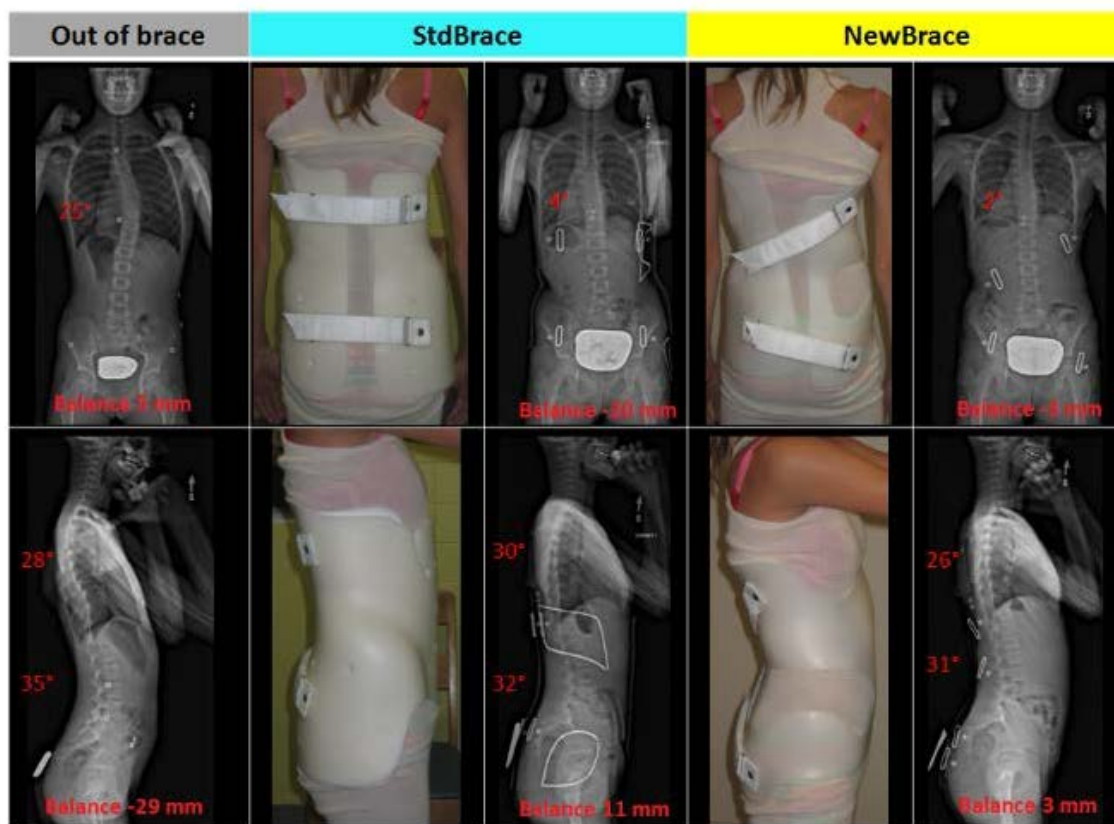 Out of brace
StdBrace
NewBrace
25°
4°
2°
Balance 5 mm
Balance -20 mm
Balance -3 mm
28°
30°
26°
35°
32°
31°
Balance -29 mm
Balance 11 mm
Balance 3 mm